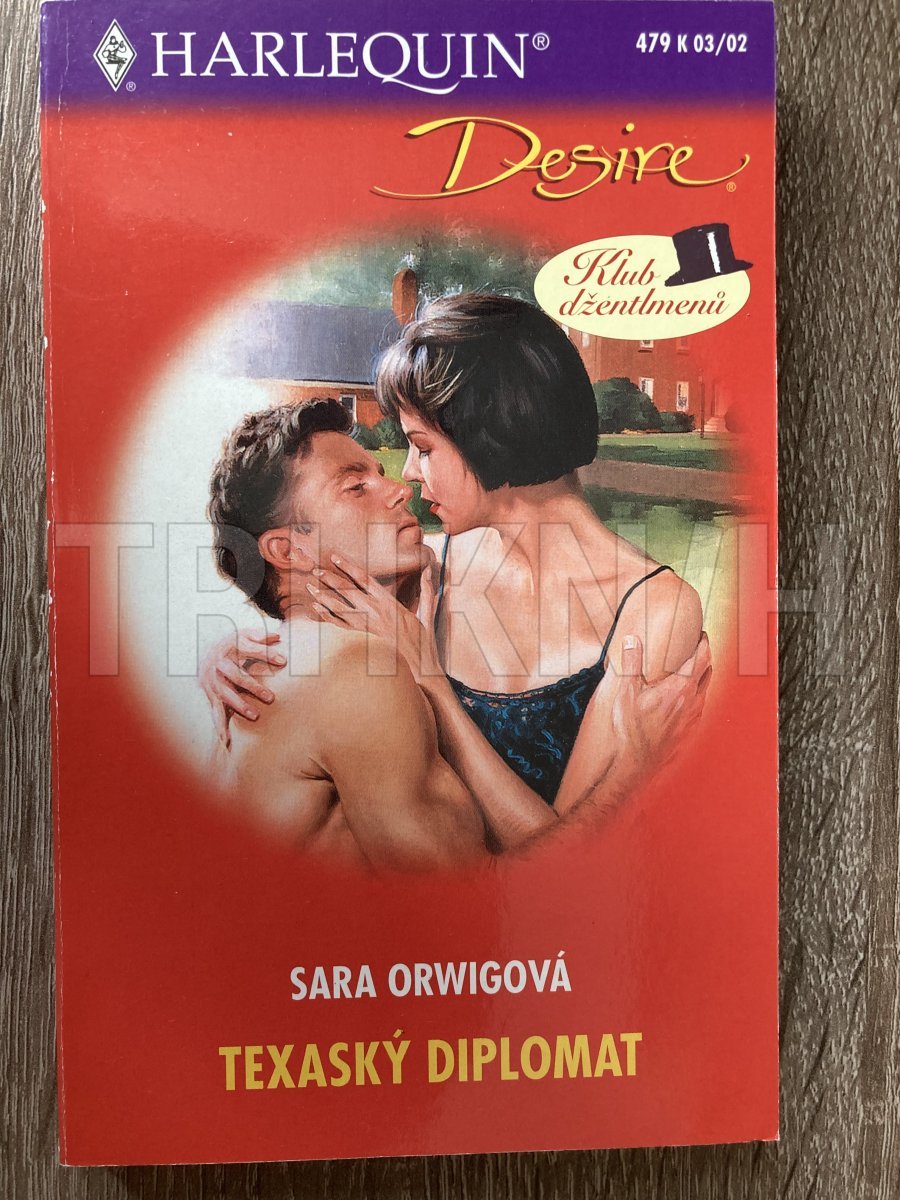 HARLEQUIN®
479 K 03/02
Desire®
Klub
džentlmenů
TRHKNIH
SARA ORWIGOVÁ
TEXASKÝ DIPLOMAT